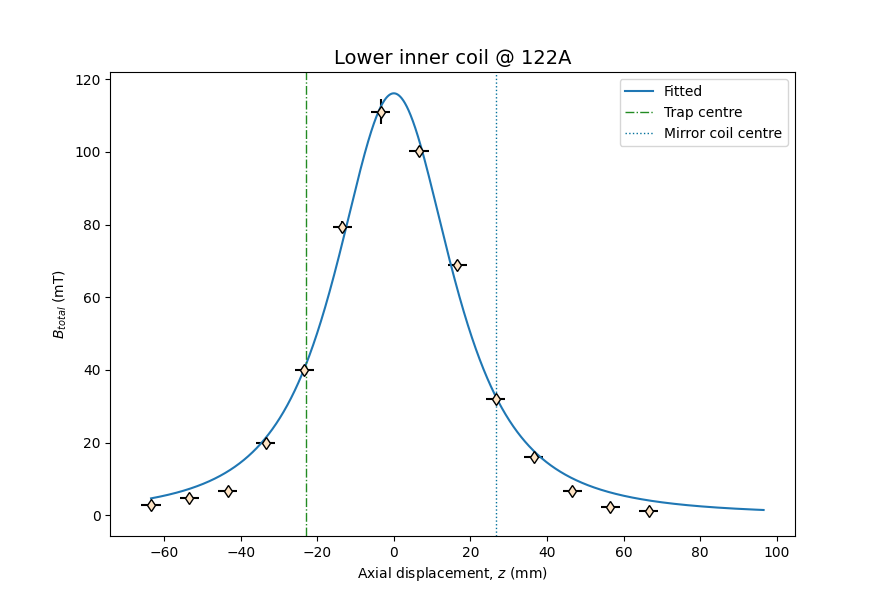 Lower inner coil @ 122A
Fitted
Trap centre
Mirror coil centre
120
100
80
60
40
20
0
B_total (mT)
−60 −40 −20 0 20 40 60 80 100
Axial displacement, z (mm)